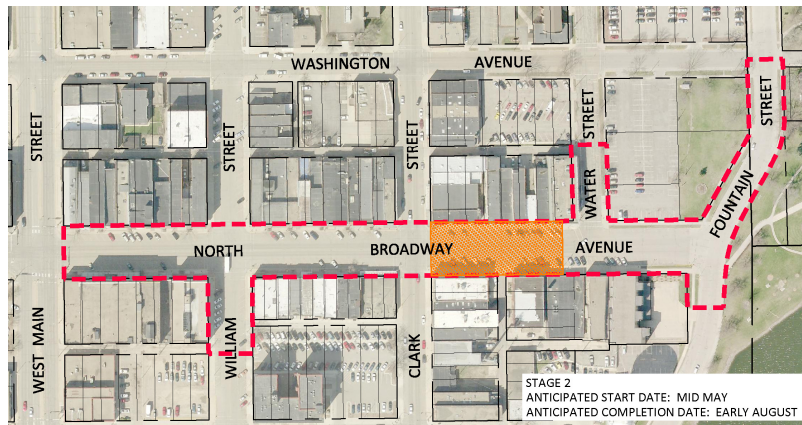 WASHINGTON AVENUE
STREET
STREET
STREET
STREET
STREET
WATER
FOUNTAIN
NORTH BROADWAY AVENUE
WEST MAIN
WILLIAM
CLARK
STAGE 2
ANTICIPATED START DATE: MID MAY
ANTICIPATED COMPLETION DATE: EARLY AUGUST